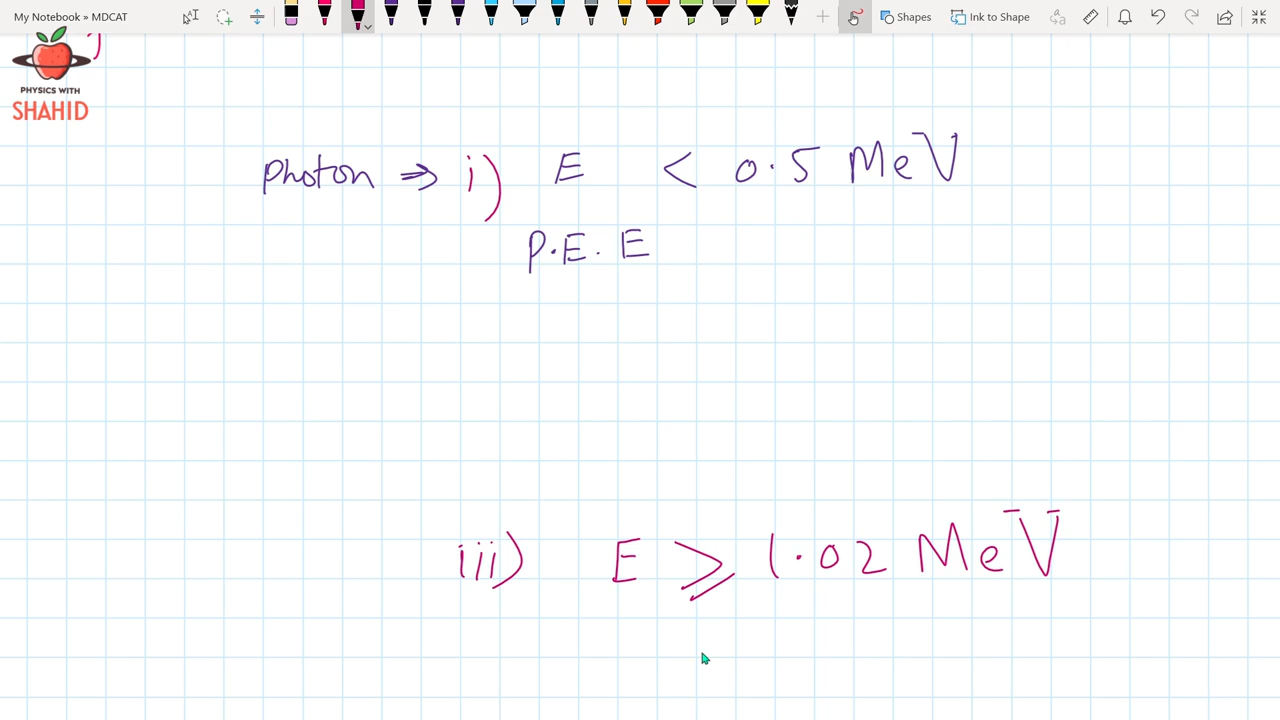 My Notebook » MDCAT
Shapes
Ink to Shape
PHYSICS WITH
SHAHID
Photon ⇒ i) E < 0.5 MeV
P.E.E
iii) E ≥ 1.02 MeV